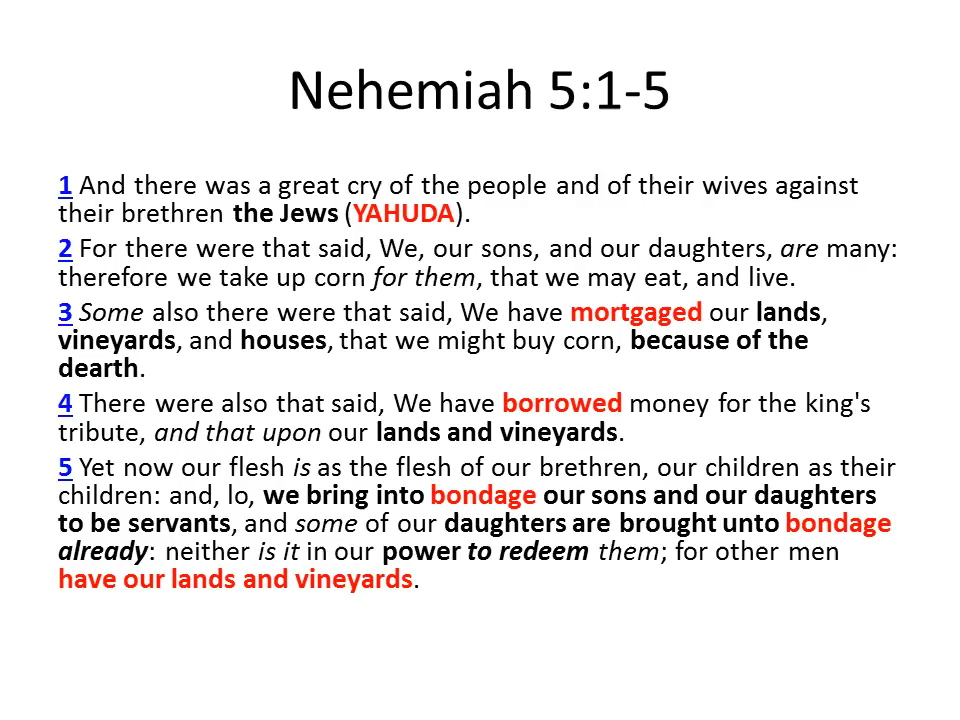 Nehemiah 5:1-5
1 And there was a great cry of the people and of their wives against
their brethren the Jews (YAHUDA).
2 For there were that said, We, our sons, and our daughters, are many:
therefore we take up corn for them, that we may eat, and live.
3 Some also there were that said, We have mortgaged our lands,
vineyards, and houses, that we might buy corn, because of the
dearth.
4 There were also that said, We have borrowed money for the king's
tribute, and that upon our lands and vineyards.
5 Yet now our flesh is as the flesh of our brethren, our children as their
children: and, lo, we bring into bondage our sons and our daughters
to be servants, and some of our daughters are brought unto bondage
already: neither is it in our power to redeem them; for other men
have our lands and vineyards.